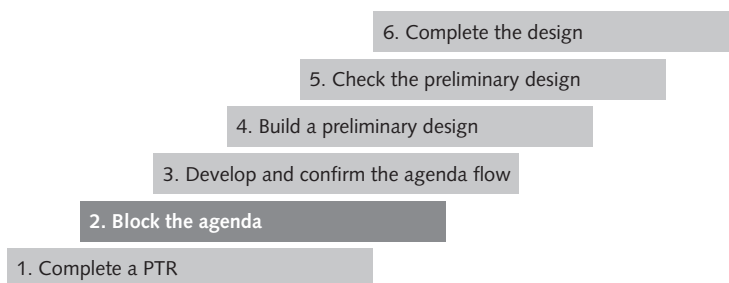 6. Complete the design
5. Check the preliminary design
4. Build a preliminary design
3. Develop and confirm the agenda flow
2. Block the agenda
1. Complete a PTR